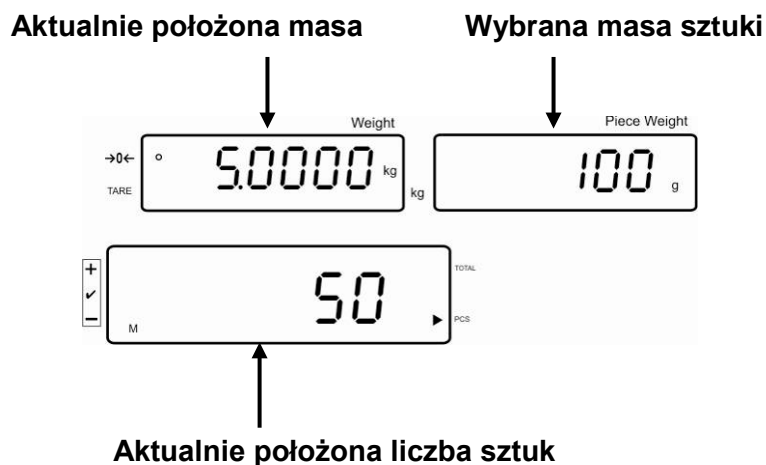 Aktualnie położona masa Wybrana masa sztuki
Weight Piece Weight
→0← 5.0000 kg 100 g
TARE kg
+ TOTAL
✔ 50
− M ▶ PCS
Aktualnie położona liczba sztuk